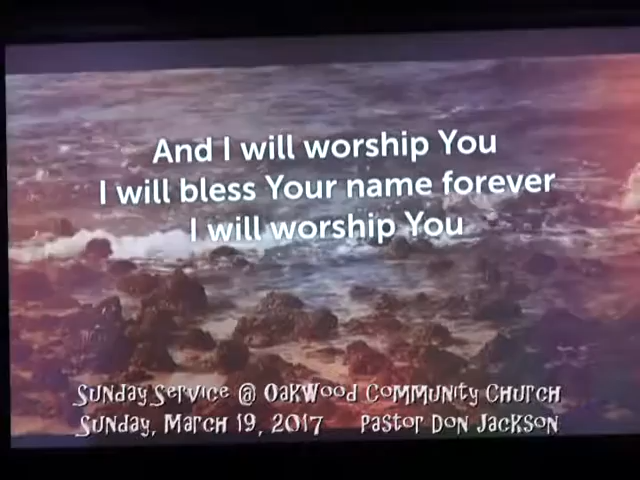 And I will worship You
I will bless Your name forever
I will worship You
Sunday Service @ Oakwood Community Church
Sunday, March 19, 2017 Pastor Don Jackson